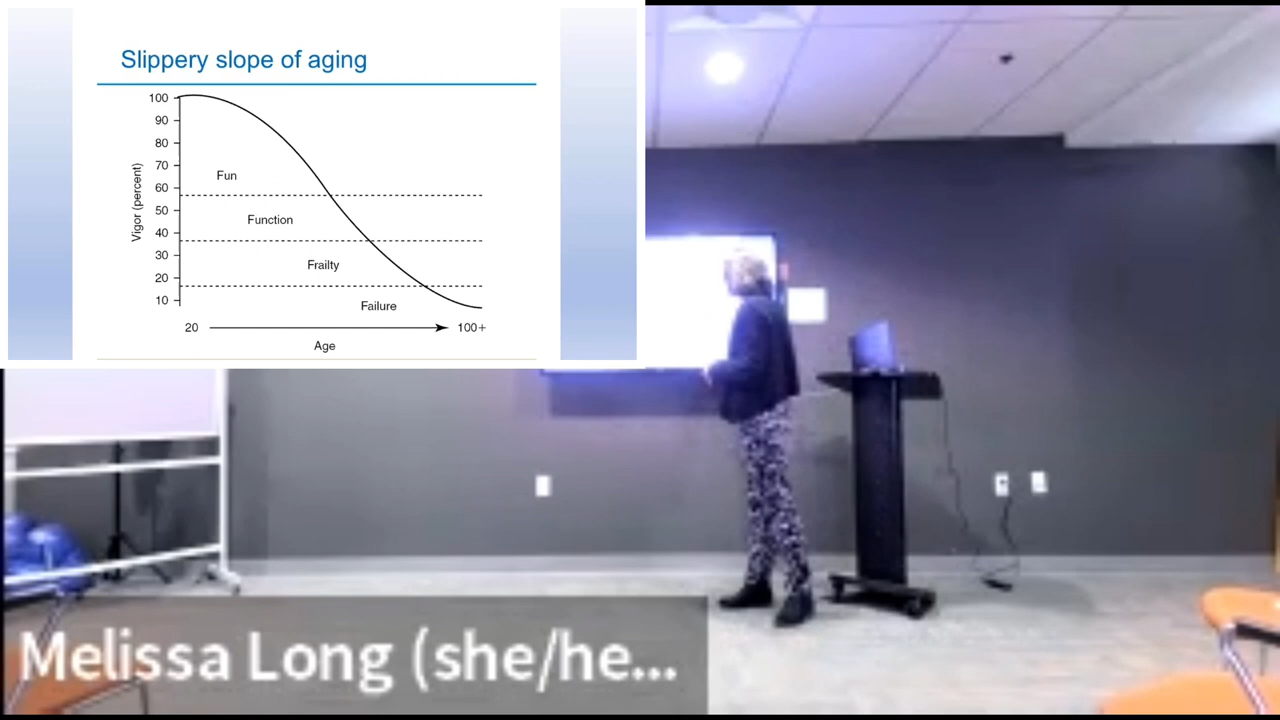 Slippery slope of aging
100
90
80
70
60
50
40
30
20
10
Vigor (percent)
Fun
Function
Frailty
Failure
20
100+
Age
Melissa Long (she/he...